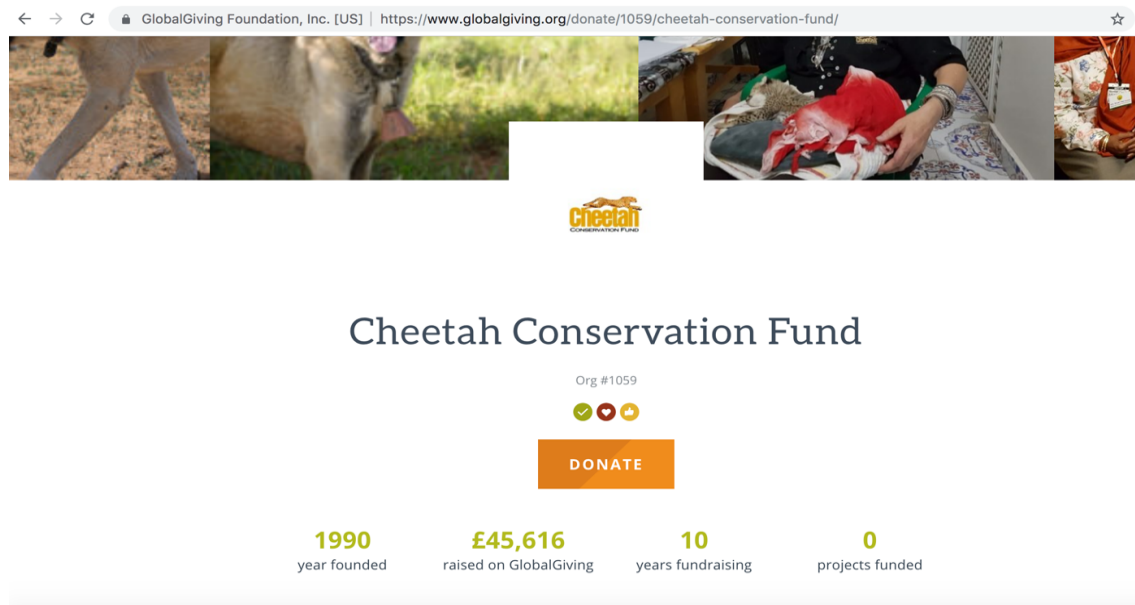 GlobalGiving Foundation, Inc. [US] | https://www.globalgiving.org/donate/1059/cheetah-conservation-fund/
Cheetah
CONSERVATION FUND
Cheetah Conservation Fund
Org #1059
DONATE
1990 £45,616 10 0
year founded raised on GlobalGiving years fundraising projects funded